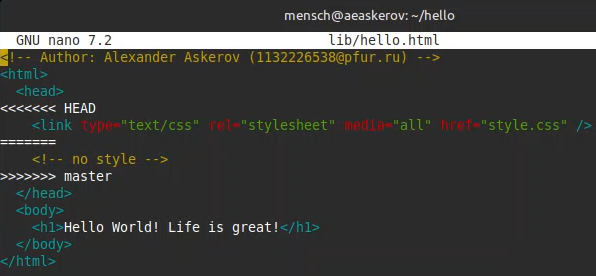 mensch@aeaskerov:~/hello
GNU nano 7.2 lib/hello.html
<!-- Author: Alexander Askerov (1132226538@pfur.ru) -->
<html>
  <head>
<<<<<<< HEAD
    <link type="text/css" rel="stylesheet" media="all" href="style.css" />
=======
    <!-- no style -->
>>>>>>> master
  </head>
  <body>
    <h1>Hello World! Life is great!</h1>
  </body>
</html>